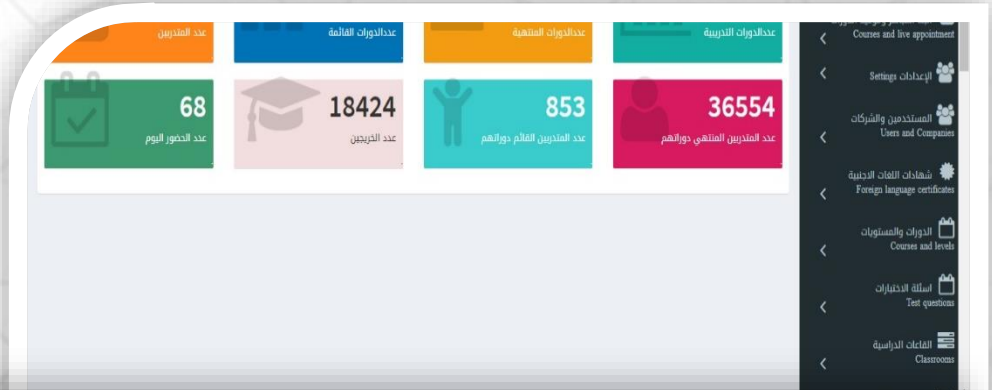 عددالدورات التدريبية
عددالدورات المنتهية
عددالدورات القائمة
عدد المتدربين
36554
عدد المتدربين المنتهي دوراتهم
853
عدد المتدربين القائم دوراتهم
18424
عدد الخريجين
68
عدد الحضور اليوم
Courses and live appointment
الإعدادات Settings
المستخدمين والشركات
Users and Companies
شهادات اللغات الاجنبية
Foreign language certificates
الدورات والمستويات
Courses and levels
اسئلة الاختبارات
Test questions
القاعات الدراسية
Classrooms